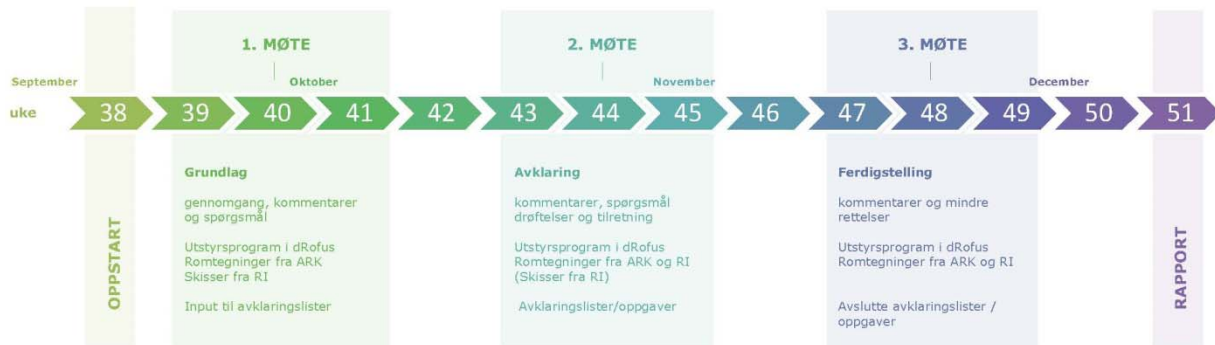 1. MØTE
2. MØTE
3. MØTE
September
Oktober
November
December
uke
38
39
40
41
42
43
44
45
46
47
48
49
50
51
OPPSTART
Grundlag
gennomgang, kommentarer
og spørgsmål
Utstyrsprogram i dRofus
Romtegninger fra ARK
Skisser fra RI
Input til avklaringslister
Avklaring
kommentarer, spørgsmål
drøftelser og tilretning
Utstyrsprogram i dRofus
Romtegninger fra ARK og RI
(Skisser fra RI)
Avklaringslister/oppgaver
Ferdigstelling
kommentarer og mindre
rettelser
Utstyrsprogram i dRofus
Romtegninger fra ARK og RI
Avslutte avklaringslister /
oppgaver
RAPPORT